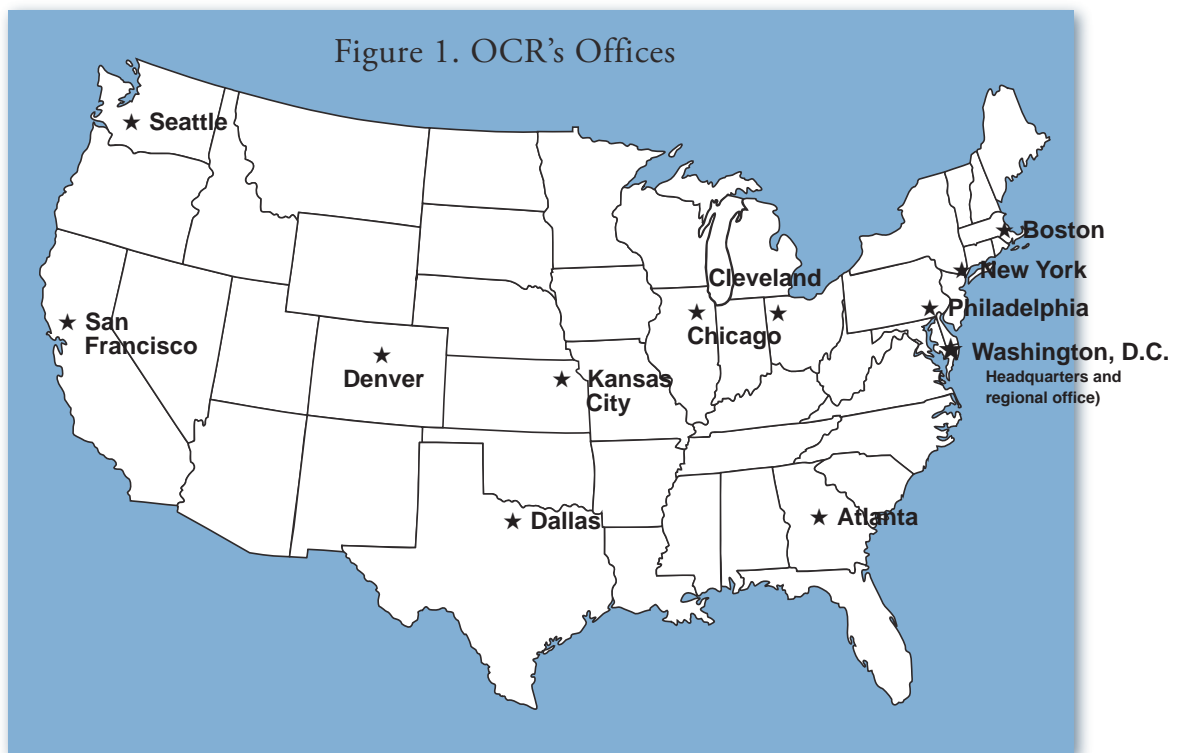 Figure 1. OCR's Offices
Seattle
Boston
New York
Cleveland
Philadelphia
San
Francisco
Chicago
Washington, D.C.
Headquarters and
regional office)
Denver
Kansas
City
Dallas
Atlanta